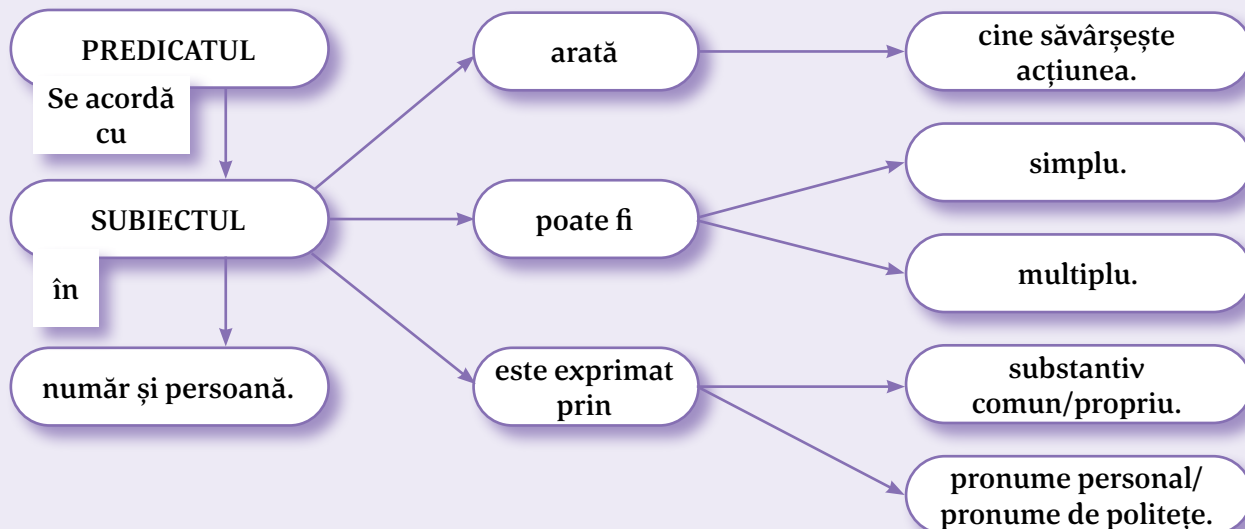 PREDICATUL
Se acordă
cu
SUBIECTUL
în
număr și persoană.
arată
cine săvârșește
acțiunea.
poate fi
simplu.
multiplu.
este exprimat
prin
substantiv
comun/propriu.
pronume personal/
pronume de politețe.